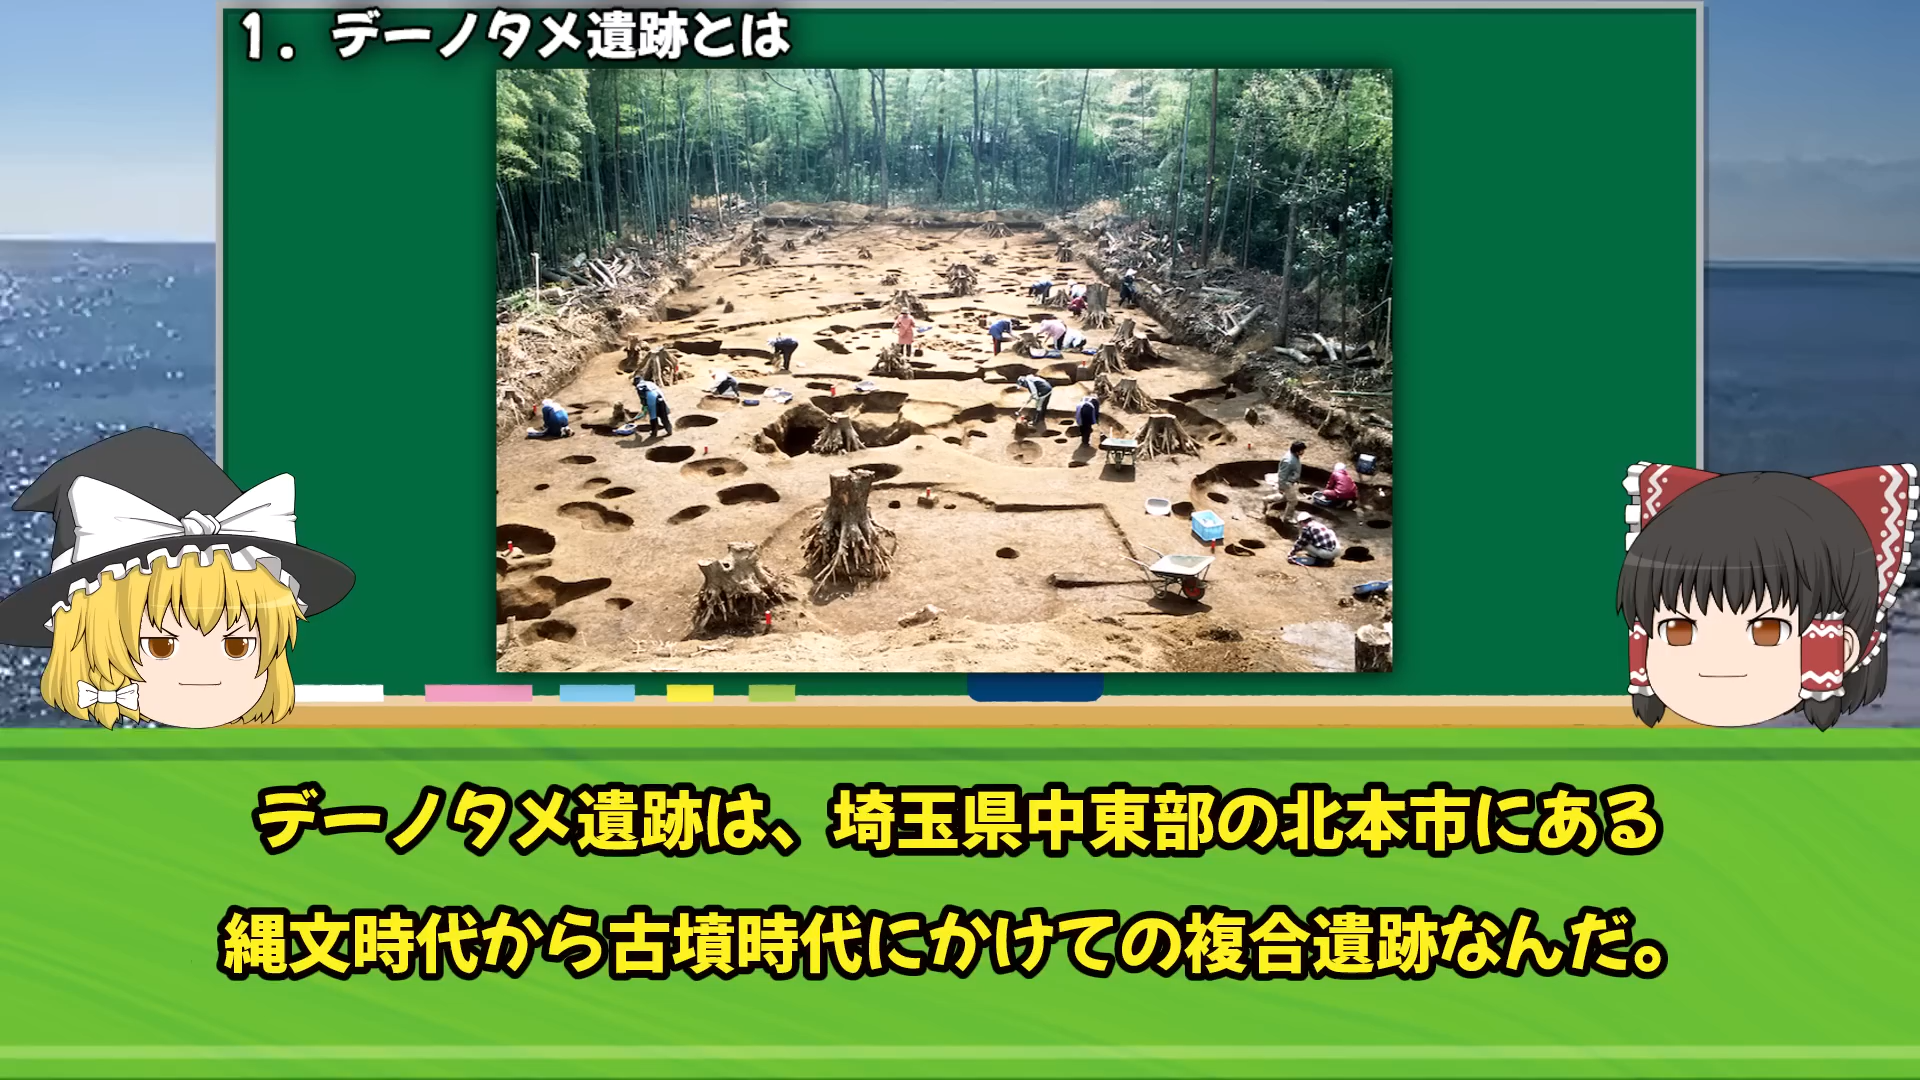 1. デーノタメ遺跡とは
デーノタメ遺跡は、埼玉県中東部の北本市にある
縄文時代から古墳時代にかけての複合遺跡なんだ。